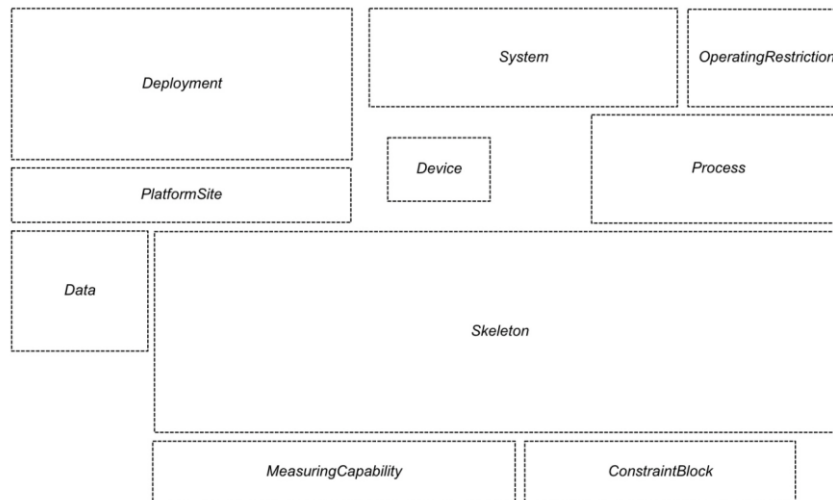 System
OperatingRestriction
Deployment
Device
Process
PlatformSite
Data
Skeleton
MeasuringCapability
ConstraintBlock